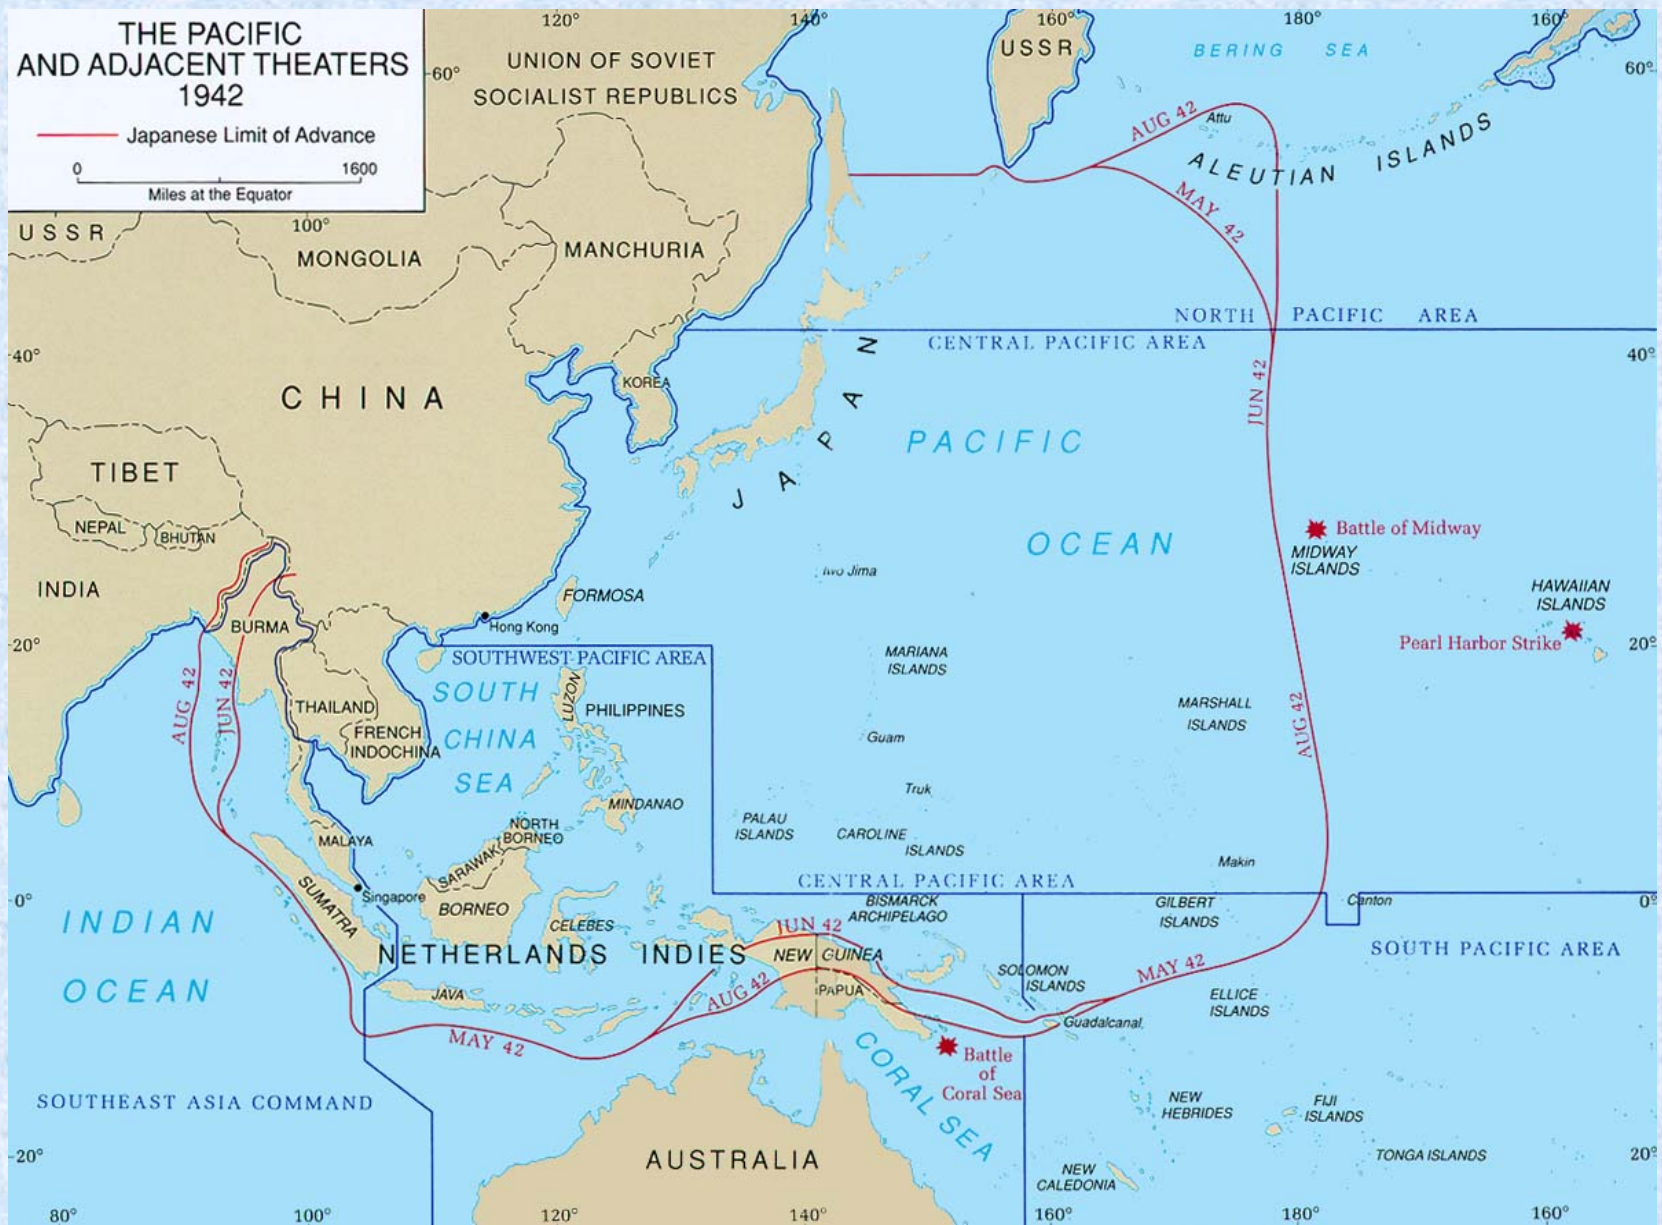 THE PACIFIC
AND ADJACENT THEATERS
1942
Japanese Limit of Advance
0 1600
Miles at the Equator
120°
140°
160°
180°
160°
60°
60°
UNION OF SOVIET
SOCIALIST REPUBLICS
USSR
BERING SEA
AUG 42
Attu
ALEUTIAN ISLANDS
MAY 42
USSR
100°
MONGOLIA
MANCHURIA
NORTH PACIFIC AREA
CENTRAL PACIFIC AREA
40°
40°
KOREA
JUN 42
CHINA
JAPAN
PACIFIC
OCEAN
TIBET
NEPAL
BHUTAN
INDIA
BURMA
Battle of Midway
MIDWAY
ISLANDS
Iwo Jima
HAWAIIAN
ISLANDS
Pearl Harbor Strike
FORMOSA
Hong Kong
20°
20°
SOUTHWEST PACIFIC AREA
MARIANA
ISLANDS
AUG 42
JUN 42
SOUTH
CHINA
SEA
LUZON
PHILIPPINES
THAILAND
FRENCH
INDOCHINA
MARSHALL
ISLANDS
AUG 42
Guam
Truk
MINDANAO
PALAU
ISLANDS
CAROLINE
ISLANDS
NORTH
BORNEO
MALAYA
SARAWAK
Makin
CENTRAL PACIFIC AREA
SUMATRA
Singapore
BORNEO
CELEBES
BISMARCK
ARCHIPELAGO
GILBERT
ISLANDS
Canton
0°
0°
INDIAN
OCEAN
NETHERLANDS INDIES
JUN 42
NEW GUINEA
SOUTH PACIFIC AREA
SOLOMON
ISLANDS
MAY 42
JAVA
AUG 42
PAPUA
ELLICE
ISLANDS
Guadalcanal
MAY 42
CORAL SEA
Battle
of
Coral Sea
SOUTHEAST ASIA COMMAND
NEW
HEBRIDES
FIJI
ISLANDS
AUSTRALIA
TONGA ISLANDS
NEW
CALEDONIA
20°
20°
80°
100°
120°
140°
160°
180°
160°